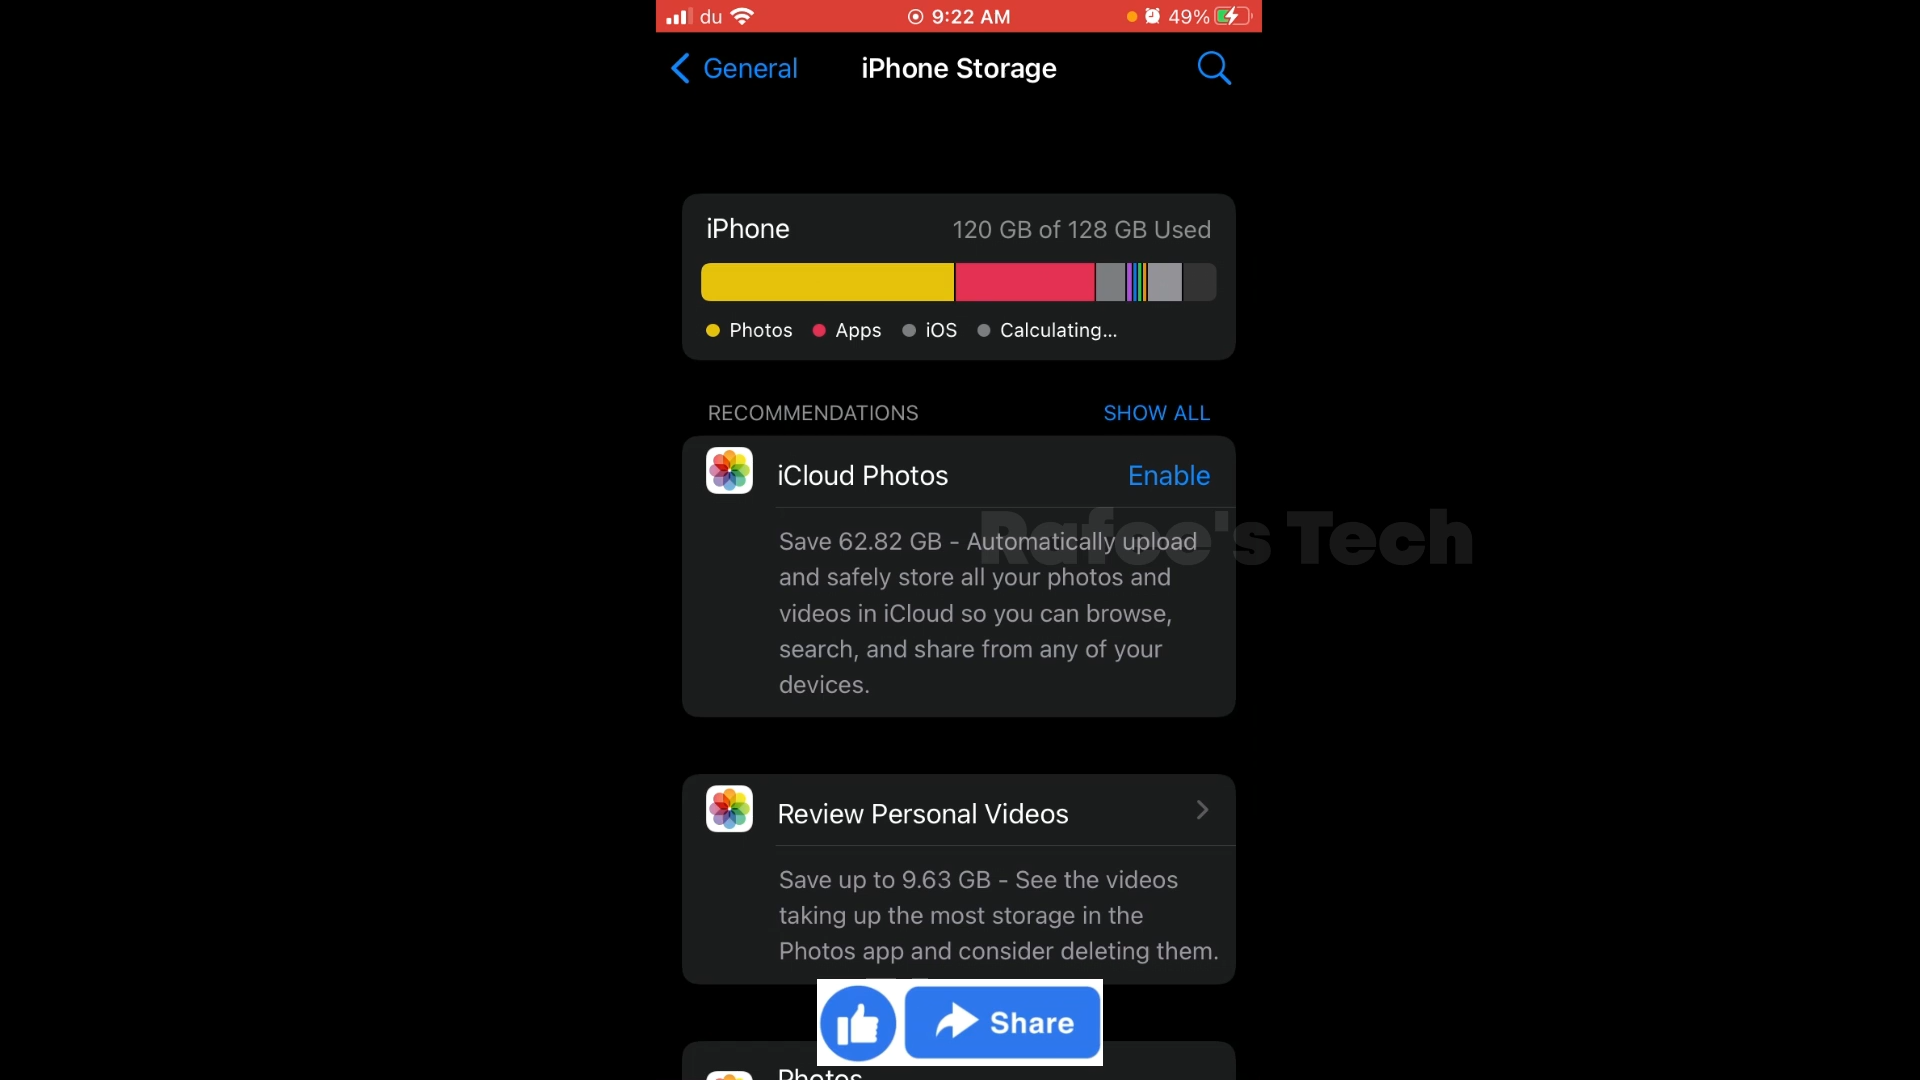 du 9:22 AM 49%
General iPhone Storage
iPhone 120 GB of 128 GB Used
Photos Apps iOS Calculating...
RECOMMENDATIONS SHOW ALL
iCloud Photos Enable
Save 62.82 GB - Automatically upload
and safely store all your photos and
videos in iCloud so you can browse,
search, and share from any of your
devices.
Rafee's Tech
Review Personal Videos
Save up to 9.63 GB - See the videos
taking up the most storage in the
Photos app and consider deleting them.
Share
Photos